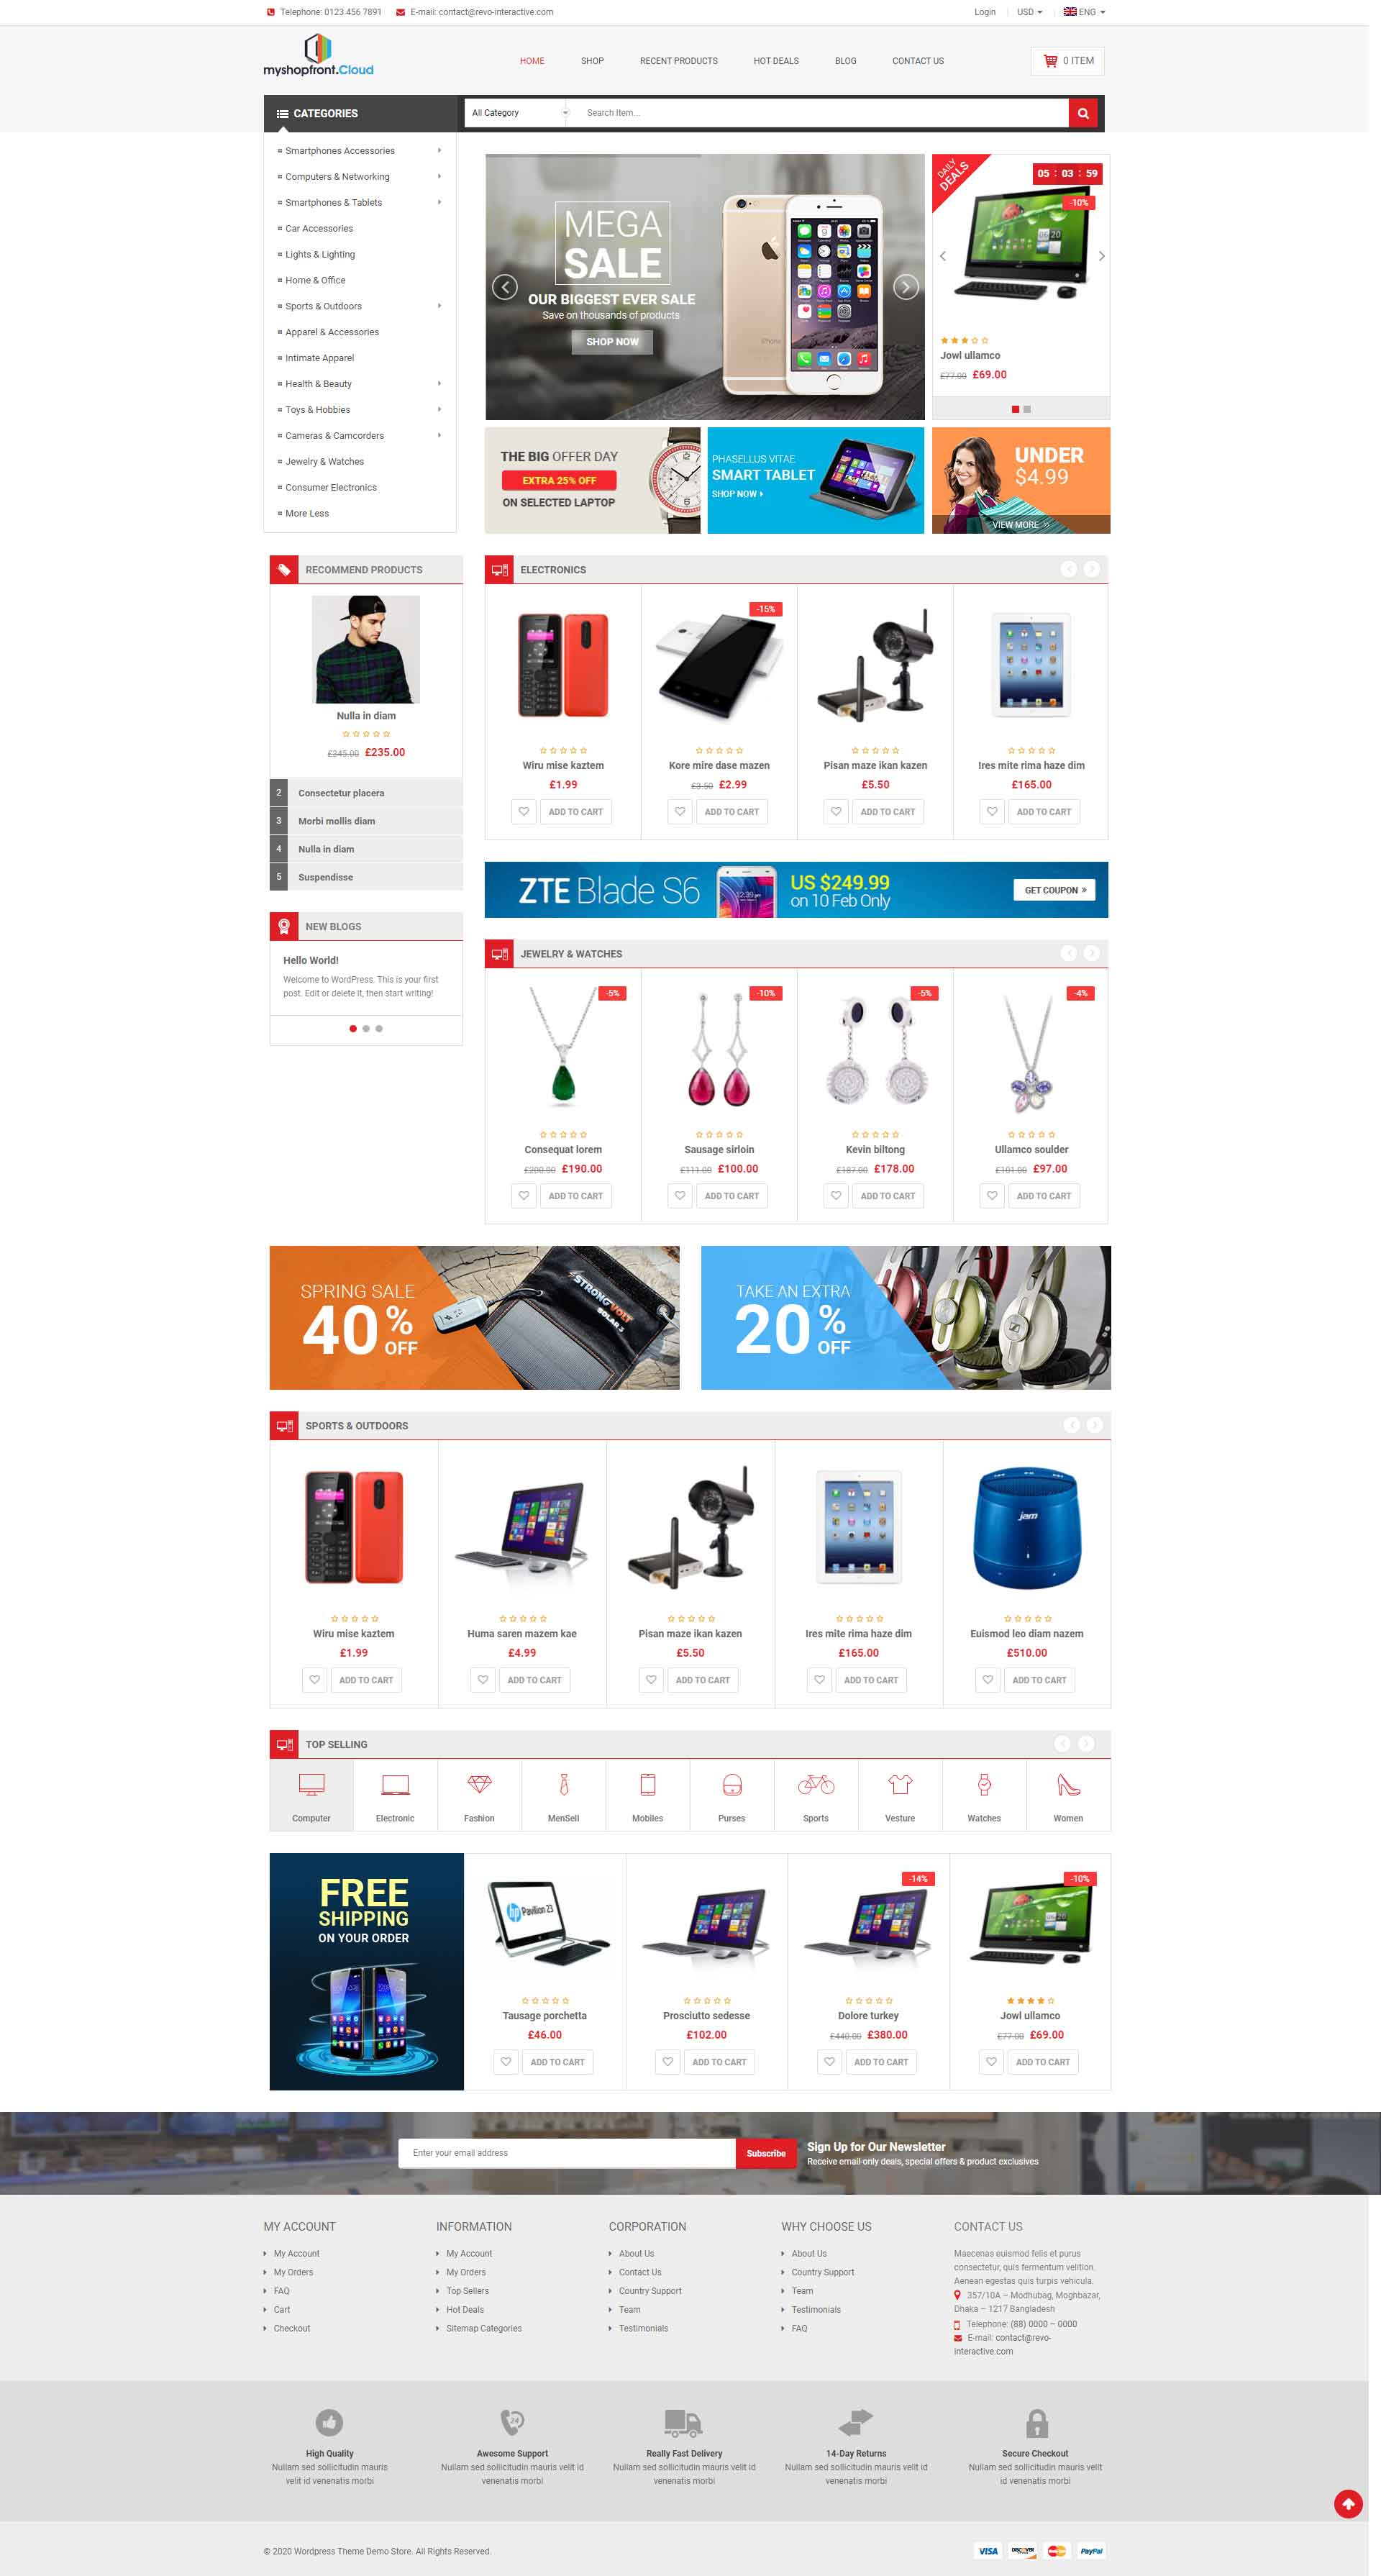 Telephone: 0123 456 7891
E-mail: contact@revo-interactive.com
Login
USD
ENG
myshopfront.Cloud
HOME
SHOP
RECENT PRODUCTS
HOT DEALS
BLOG
CONTACT US
0 ITEM
CATEGORIES
All Category
Search Item...
Smartphones Accessories
Computers & Networking
Smartphones & Tablets
Car Accessories
Lights & Lighting
Home & Office
Sports & Outdoors
Apparel & Accessories
Intimate Apparel
Health & Beauty
Toys & Hobbies
Cameras & Camcorders
Jewelry & Watches
Consumer Electronics
More Less
MEGA
SALE
OUR BIGGEST EVER SALE
Save on thousands of products
SHOP NOW
iPhone
DAILY
DEALS
05 : 03 : 59
-10%
Jowl ullamco
£77.00 £69.00
THE BIG OFFER DAY
EXTRA 25% OFF
ON SELECTED LAPTOP
PHASELLUS VITAE
SMART TABLET
SHOP NOW
UNDER
$4.99
VIEW MORE »
RECOMMEND PRODUCTS
Nulla in diam
£345.00 £235.00
2 Consectetur placera
3 Morbi mollis diam
4 Nulla in diam
5 Suspendisse
NEW BLOGS
Hello World!
Welcome to WordPress. This is your first
post. Edit or delete it, then start writing!
ELECTRONICS
Wiru mise kaztem
£1.99
ADD TO CART
-15%
Kore mire dase mazen
£3.50 £2.99
ADD TO CART
Pisan maze ikan kazen
£5.50
ADD TO CART
Ires mite rima haze dim
£165.00
ADD TO CART
ZTE Blade S6
US $249.99
on 10 Feb Only
GET COUPON »
JEWELRY & WATCHES
-5%
Consequat lorem
£200.00 £190.00
ADD TO CART
-10%
Sausage sirloin
£111.00 £100.00
ADD TO CART
-5%
Kevin biltong
£187.00 £178.00
ADD TO CART
-4%
Ullamco soulder
£101.00 £97.00
ADD TO CART
SPRING SALE
40%
OFF
STRONG VOLT
SOLAR
TAKE AN EXTRA
20%
OFF
SPORTS & OUTDOORS
Wiru mise kaztem
£1.99
ADD TO CART
Huma saren mazem kae
£4.99
ADD TO CART
Pisan maze ikan kazen
£5.50
ADD TO CART
Ires mite rima haze dim
£165.00
ADD TO CART
jam
Euismod leo diam nazem
£510.00
ADD TO CART
TOP SELLING
Computer
Electronic
Fashion
MenSell
Mobiles
Purses
Sports
Vesture
Watches
Women
FREE
SHIPPING
ON YOUR ORDER
hp Pavilion 23
Tausage porchetta
£46.00
ADD TO CART
Prosciutto sedesse
£102.00
ADD TO CART
-14%
Dolore turkey
£440.00 £380.00
ADD TO CART
-10%
Jowl ullamco
£77.00 £69.00
ADD TO CART
Enter your email address
Subscribe
Sign Up for Our Newsletter
Receive email-only deals, special offers & product exclusives
MY ACCOUNT
My Account
My Orders
FAQ
Cart
Checkout
INFORMATION
My Account
My Orders
Top Sellers
Hot Deals
Sitemap Categories
CORPORATION
About Us
Contact Us
Country Support
Team
Testimonials
WHY CHOOSE US
About Us
Country Support
Team
Testimonials
FAQ
CONTACT US
Maecenas euismod felis et purus
consectetur, quis fermentum velition.
Aenean egestas quis turpis vehicula.
357/10A – Modhubag, Moghbazar,
Dhaka – 1217 Bangladesh
Telephone: (88) 0000 – 0000
E-mail: contact@revo-
interactive.com
High Quality
Nullam sed sollicitudin mauris
velit id venenatis morbi
24
Awesome Support
Nullam sed sollicitudin mauris velit id
venenatis morbi
Really Fast Delivery
Nullam sed sollicitudin mauris velit id
venenatis morbi
14-Day Returns
Nullam sed sollicitudin mauris velit id
venenatis morbi
Secure Checkout
Nullam sed sollicitudin mauris velit
id venenatis morbi
© 2020 Wordpress Theme Demo Store. All Rights Reserved.
VISA
DISCOVER
MasterCard
PayPal